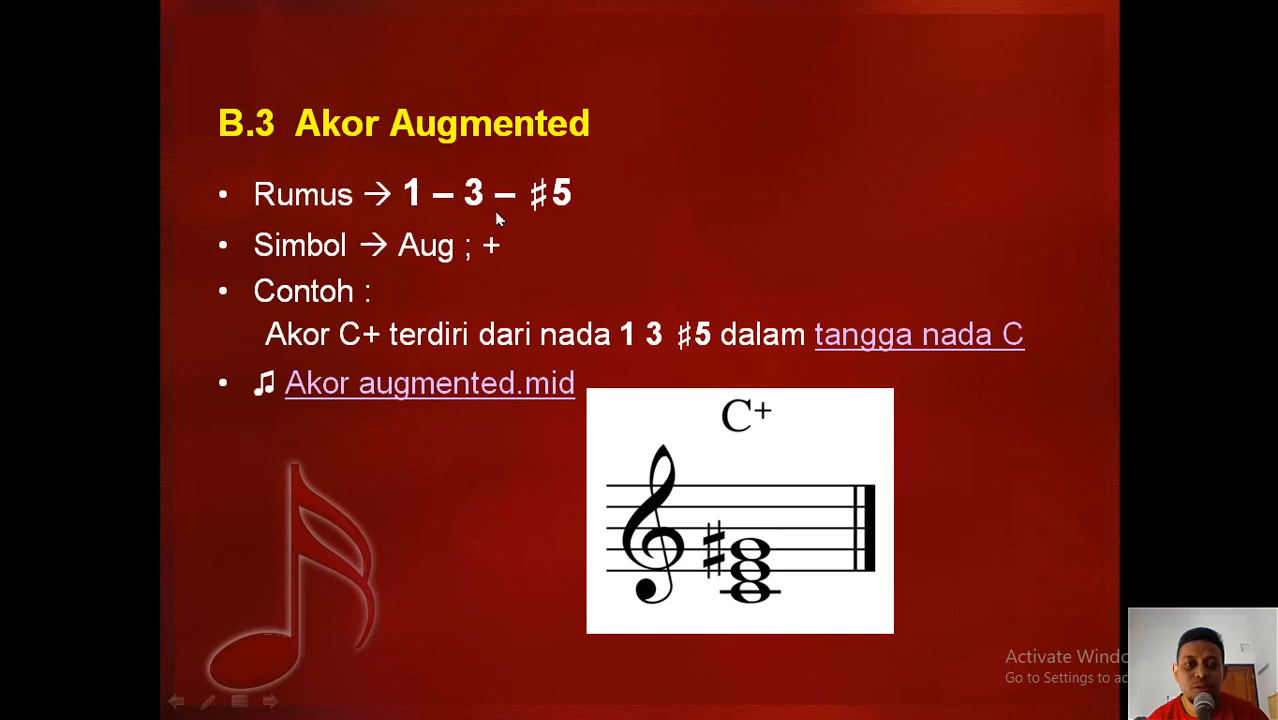 B.3 Akor Augmented
• Rumus → 1 – 3 – ♯5
• Simbol → Aug ; +
• Contoh :
Akor C+ terdiri dari nada 1 3 ♯5 dalam tangga nada C
• ♫ Akor augmented.mid
C+
Activate Windo
Go to Settings to ac